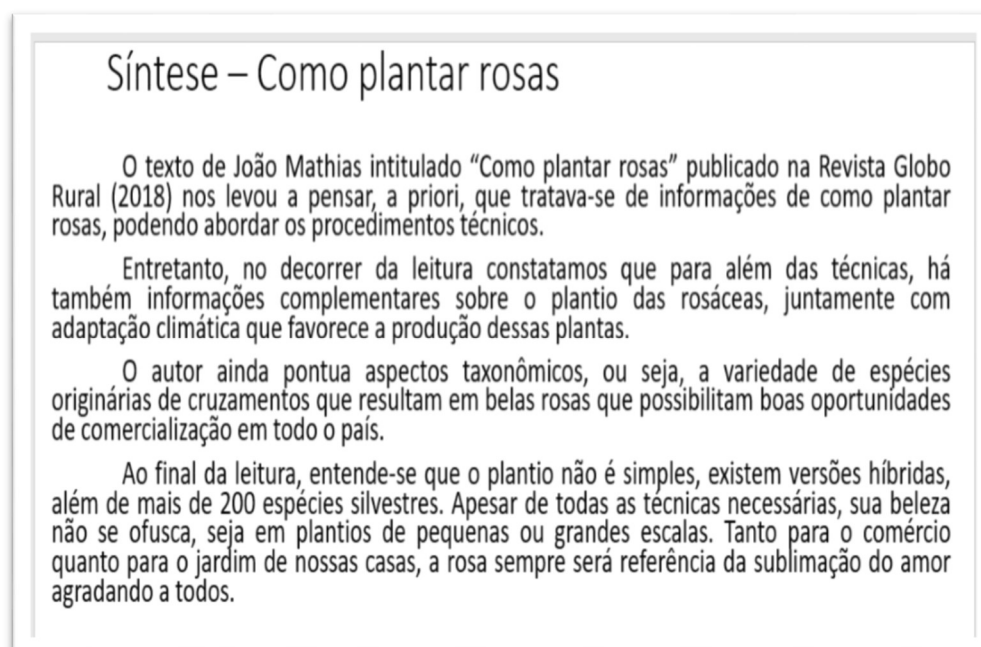 Síntese – Como plantar rosas
O texto de João Mathias intitulado “Como plantar rosas” publicado na Revista Globo
Rural (2018) nos levou a pensar, a priori, que tratava-se de informações de como plantar
rosas, podendo abordar os procedimentos técnicos.
Entretanto, no decorrer da leitura constatamos que para além das técnicas, há
também informações complementares sobre o plantio das rosáceas, juntamente com
adaptação climática que favorece a produção dessas plantas.
O autor ainda pontua aspectos taxonômicos, ou seja, a variedade de espécies
originárias de cruzamentos que resultam em belas rosas que possibilitam boas oportunidades
de comercialização em todo o país.
Ao final da leitura, entende-se que o plantio não é simples, existem versões híbridas,
além de mais de 200 espécies silvestres. Apesar de todas as técnicas necessárias, sua beleza
não se ofusca, seja em plantios de pequenas ou grandes escalas. Tanto para o comércio
quanto para o jardim de nossas casas, a rosa sempre será referência da sublimação do amor
agradando a todos.